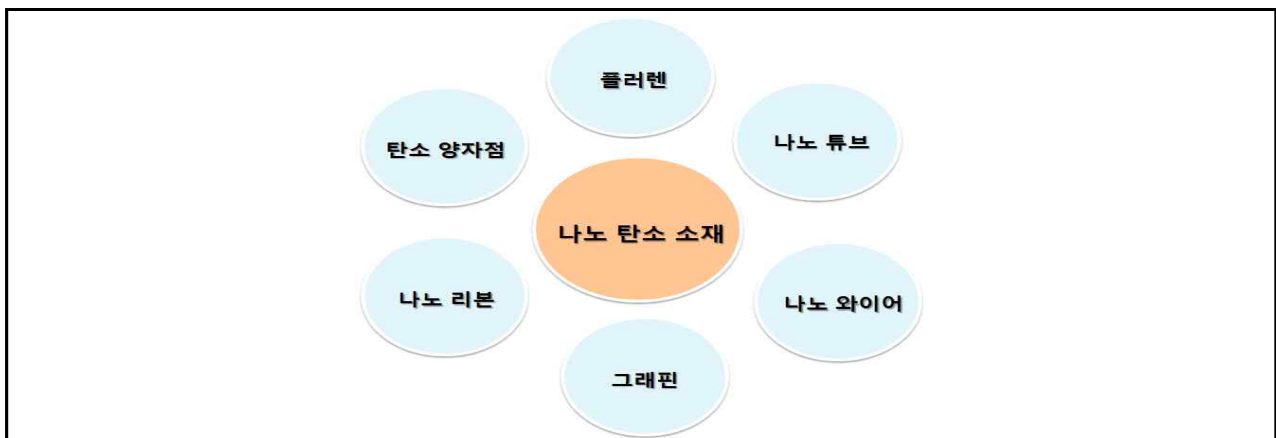 플러렌
탄소 양자점
나노 튜브
나노 탄소 소재
나노 리본
나노 와이어
그래핀